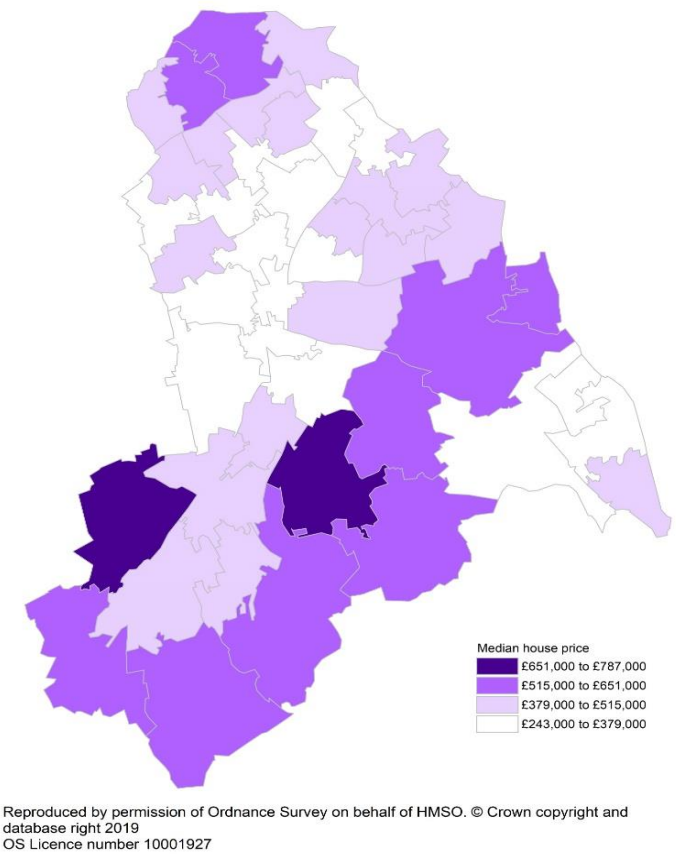 Median house price
£651,000 to £787,000
£515,000 to £651,000
£379,000 to £515,000
£243,000 to £379,000
Reproduced by permission of Ordnance Survey on behalf of HMSO. © Crown copyright and
database right 2019
OS Licence number 10001927